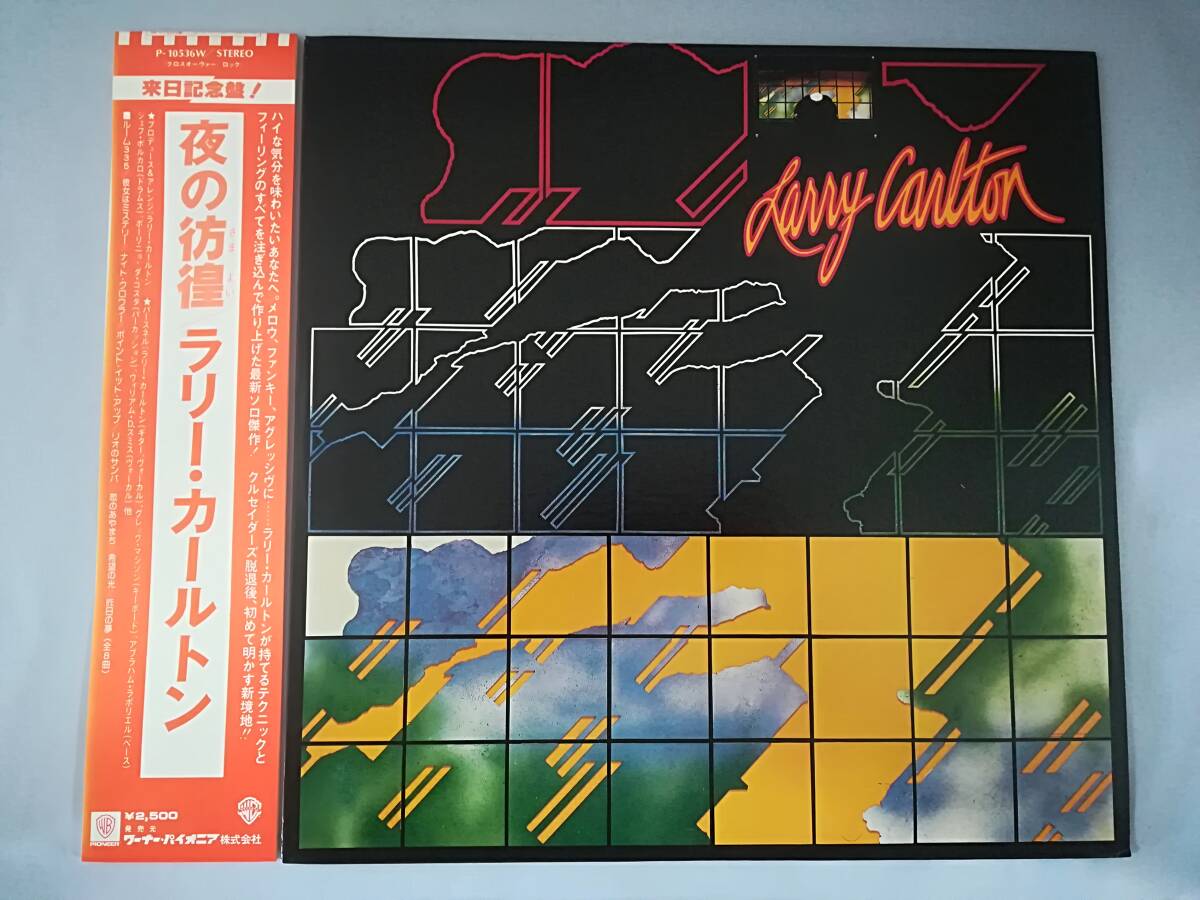 P-10536W/STEREO
クロスオーヴァー ロック
来日記念盤!
ハイな気分を味わいたいあなたへ。メロウ、ファンキー、アグレッシヴに……ラリー・カールトンが持てるテクニックと
フィーリングのすべてを注ぎ込んで作り上げた最新ソロ傑作! クルセイダーズ脱退後、初めて明かす新境地!!
夜の彷徨 ラリー・カールトン
さまよい
★プロデュース&アレンジ(ラリー・カールトン ★パースネル(ラリー・カールトン(ギター、ヴォーカル)、グレッグ・マシソン(キーボード)、アブラハム・ラボリエル(ベース)
ジェフ・ポルカロ(ドラムス)、ポーリニョ・ダ・コスタ(パーカッション)、ウィリアム・D.スミス(ヴォーカル)他
■ルーム335 彼女はミステリー ナイト・クロウラー ポイント・イット・アップ リオのサンバ 恋のあやまち 希望の光 昨日の夢(全8曲)
¥2,500
発売元
ワーナー・パイオニア株式会社
PIONEER
Larry Carlton